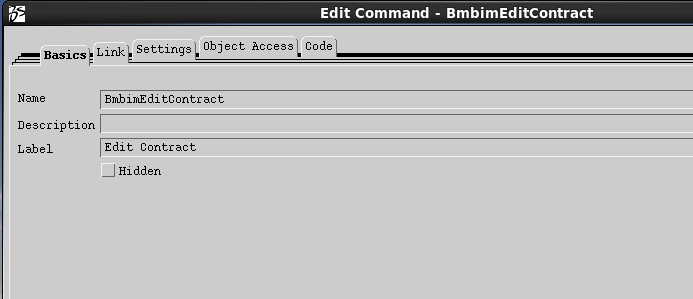 Edit Command - BmbimEditContract
Basics Link Settings Object Access Code
Name BmbimEditContract
Description
Label Edit Contract
Hidden